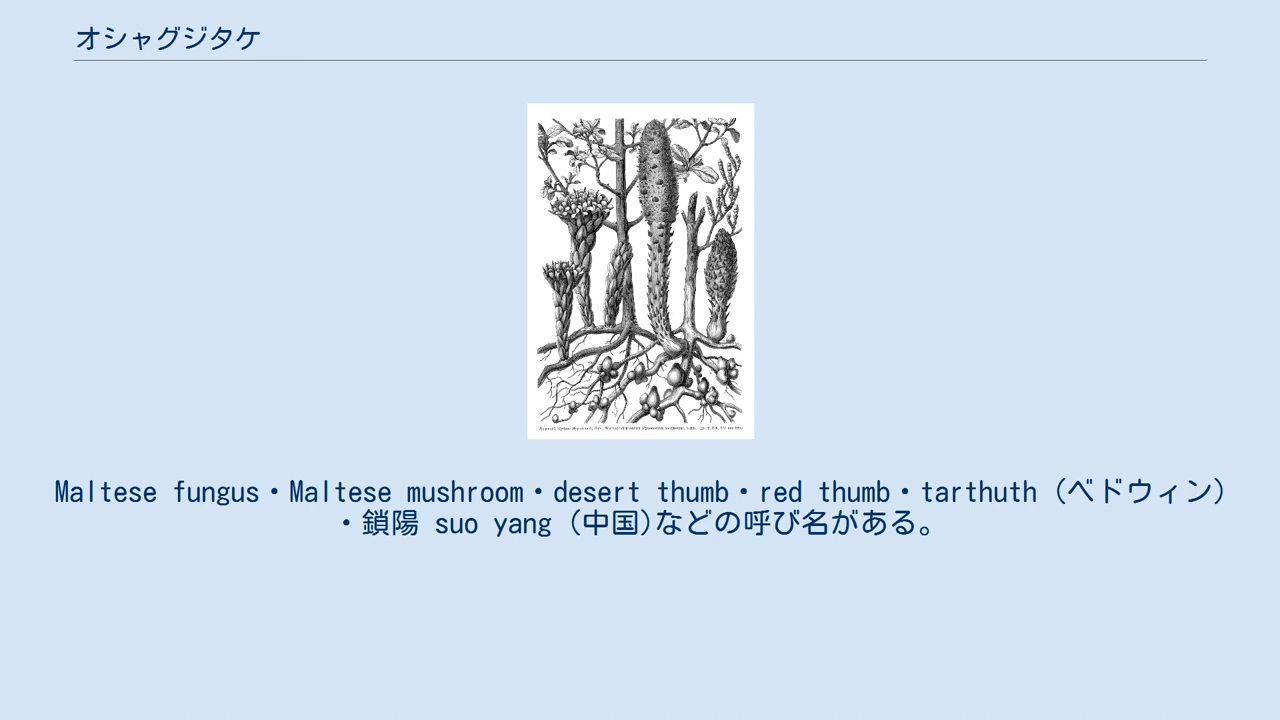 オシャグジタケ
Maltese fungus・Maltese mushroom・desert thumb・red thumb・tarthuth (ベドウィン)
・鎖陽 suo yang (中国)などの呼び名がある。